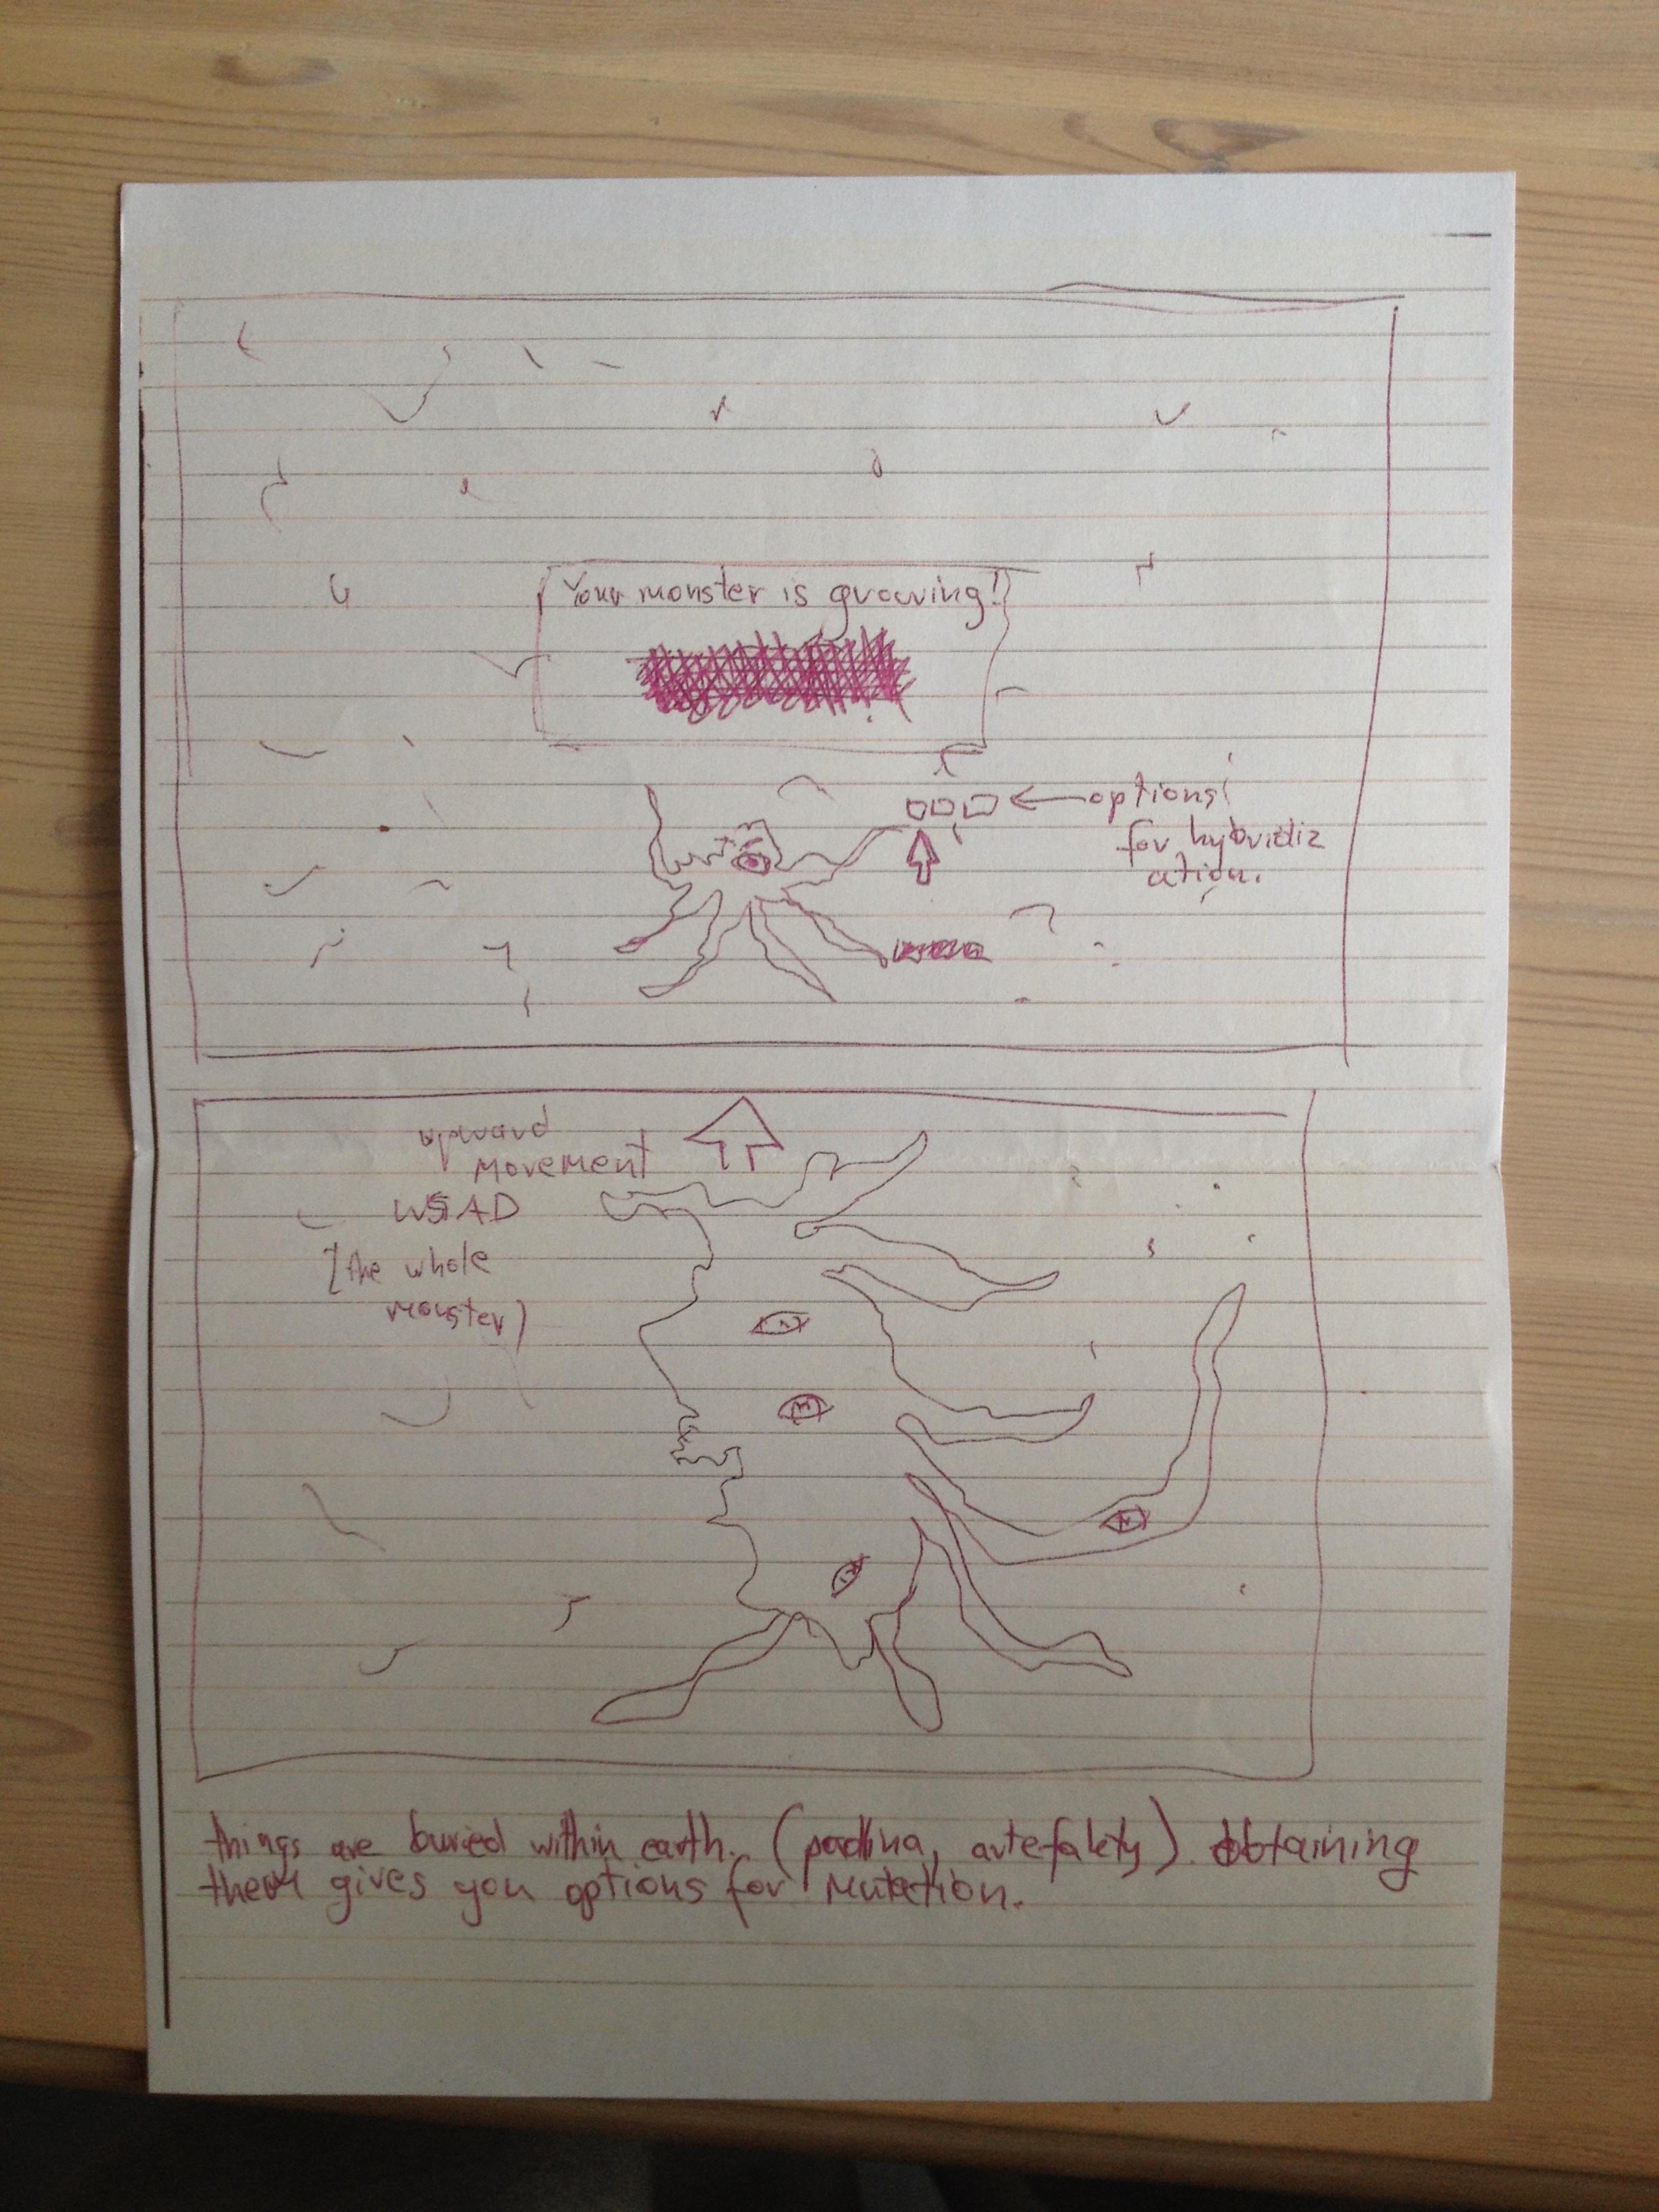 Your monster is growing!
options
for hybridiz
ation.
upward
movement
WSAD
(the whole
monster)
things are buried within earth. (padlina, artefakty). obtaining
them gives you options for mutation.